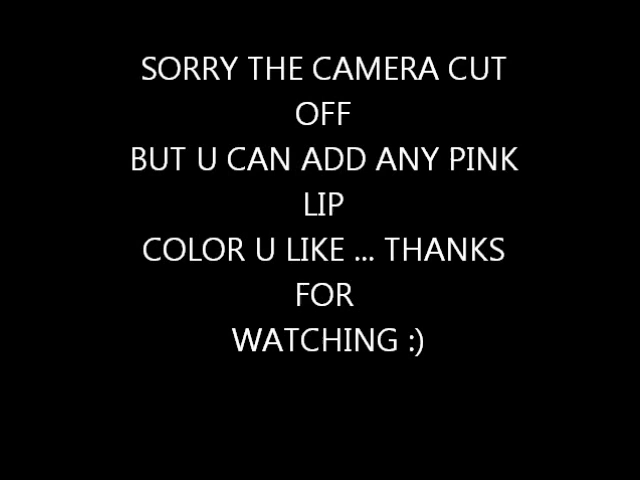 SORRY THE CAMERA CUT
OFF
BUT U CAN ADD ANY PINK
LIP
COLOR U LIKE ... THANKS
FOR
WATCHING :)